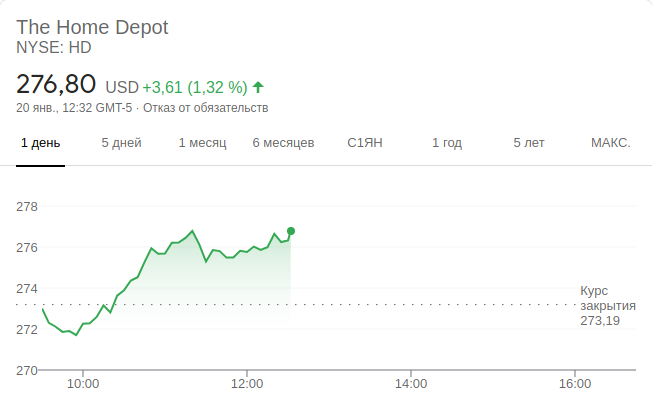 The Home Depot
NYSE: HD
276,80 USD +3,61 (1,32 %)
20 янв., 12:32 GMT-5 · Отказ от обязательств
1 день 5 дней 1 месяц 6 месяцев С1ЯН 1 год 5 лет МАКС.
278
276
274
272
270
Курс
закрытия
273,19
10:00 12:00 14:00 16:00